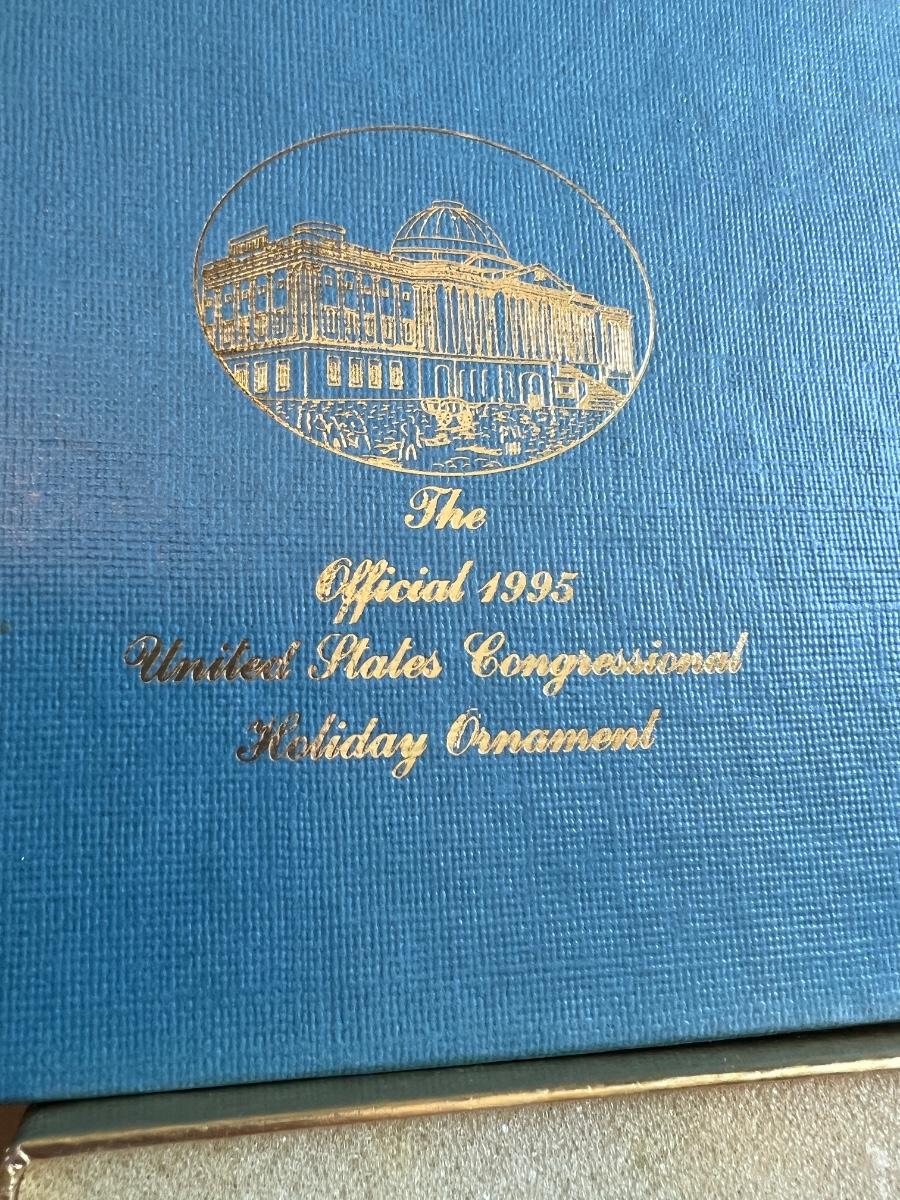 The
Official 1995
United States Congressional
Holiday Ornament